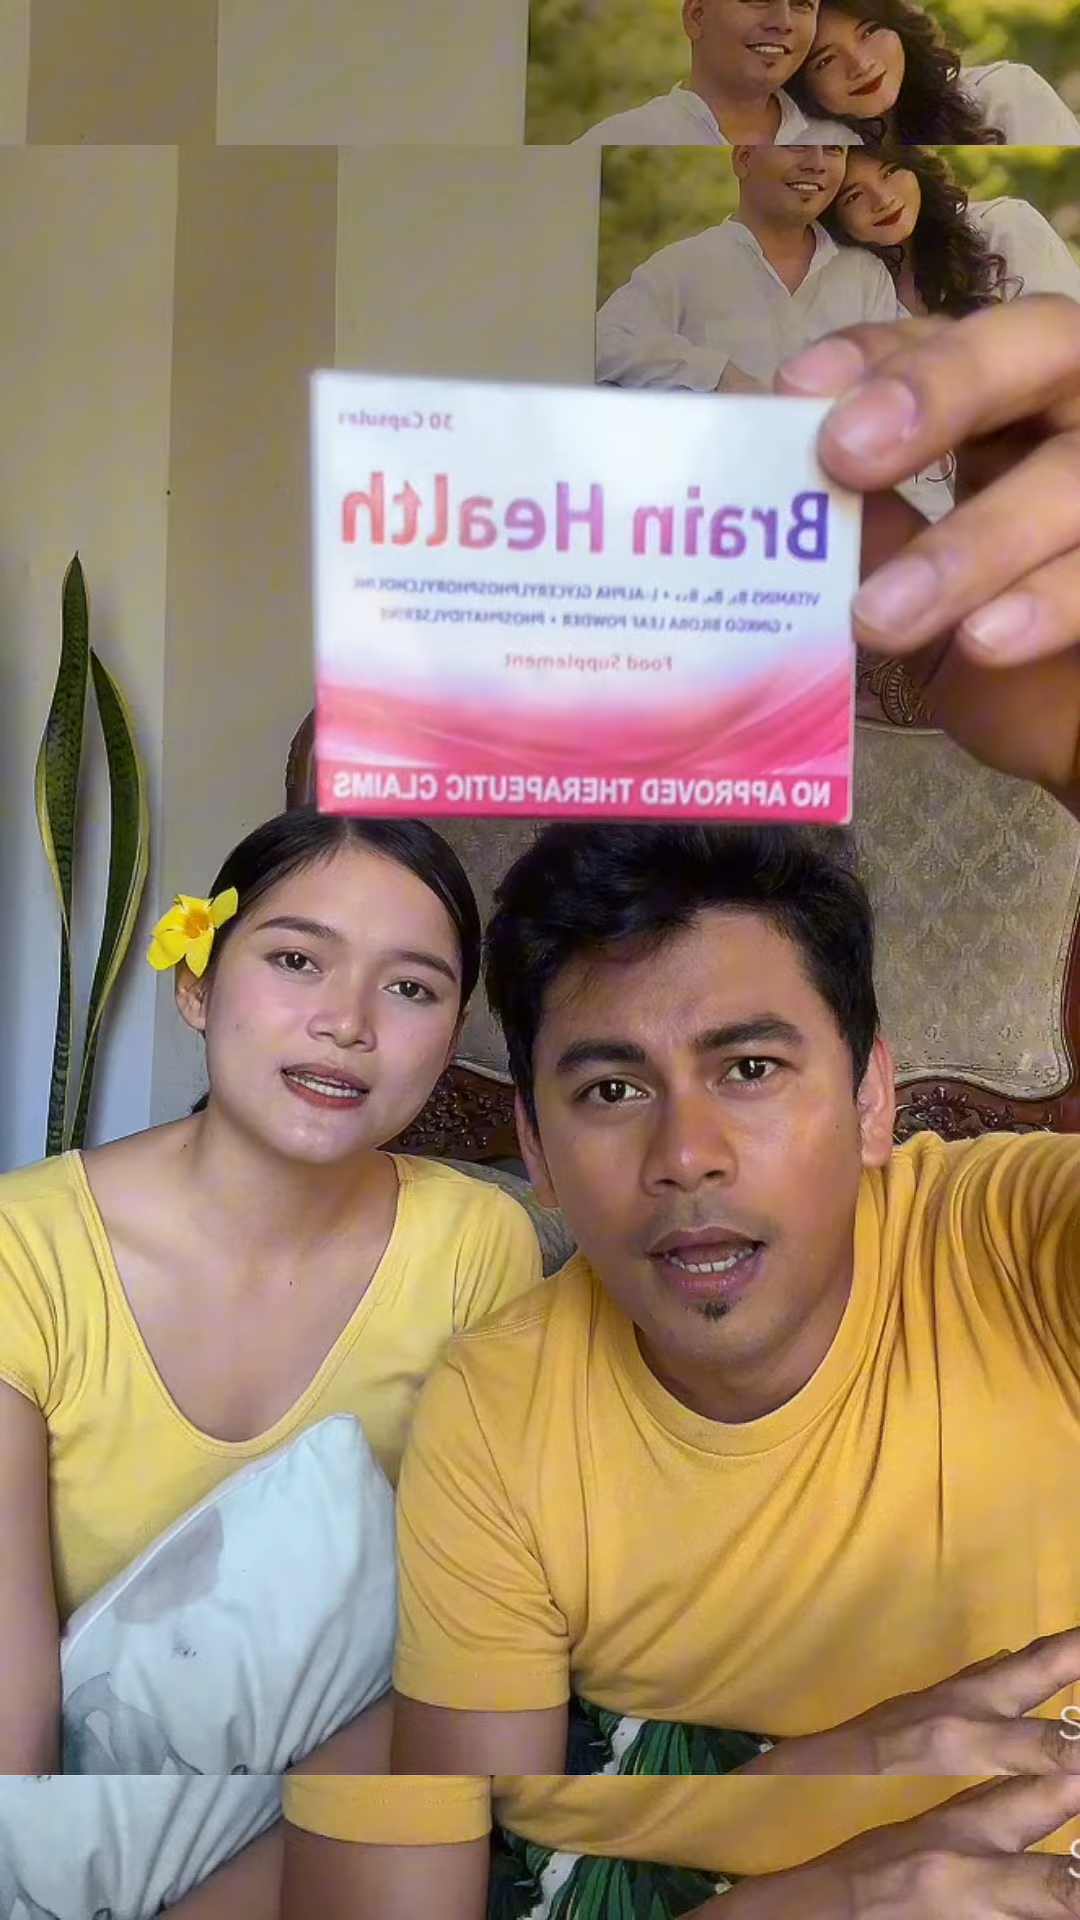 30 Capsules
Brain Health
VITAMINS B₁, B₆, B₁₂ • L-ALPHA GLYCERYLPHOSPHORYLCHOLINE
• GINKGO BILOBA LEAF POWDER • PHOSPHATIDYLSERINE
Food Supplement
NO APPROVED THERAPEUTIC CLAIMS